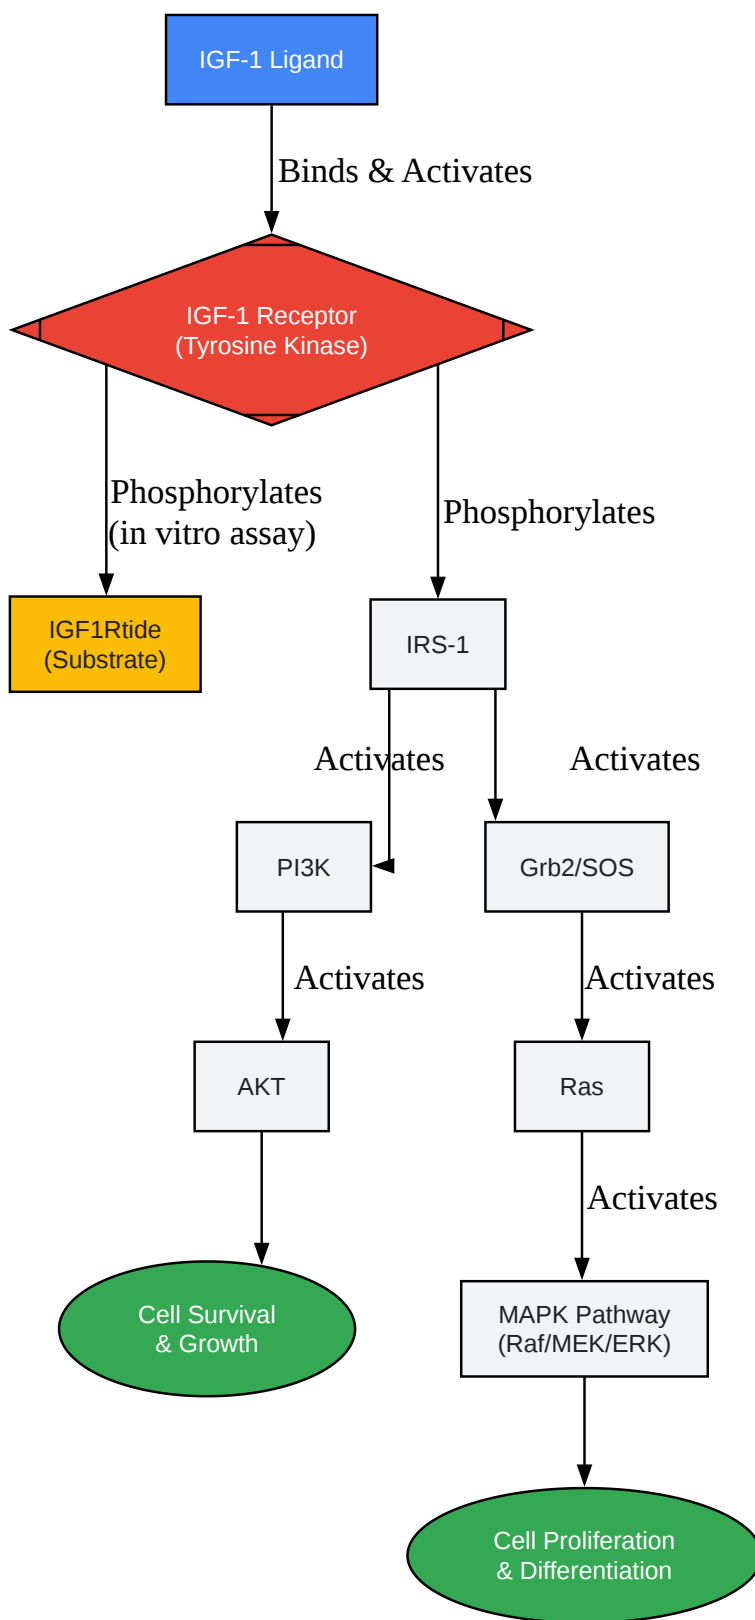 IGF-1 Ligand
Binds & Activates
IGF-1 Receptor
(Tyrosine Kinase)
Phosphorylates
(in vitro assay)
Phosphorylates
IGF1Rtide
(Substrate)
IRS-1
Activates
Activates
PI3K
Grb2/SOS
Activates
Activates
AKT
Ras
Activates
Cell Survival
& Growth
MAPK Pathway
(Raf/MEK/ERK)
Cell Proliferation
& Differentiation